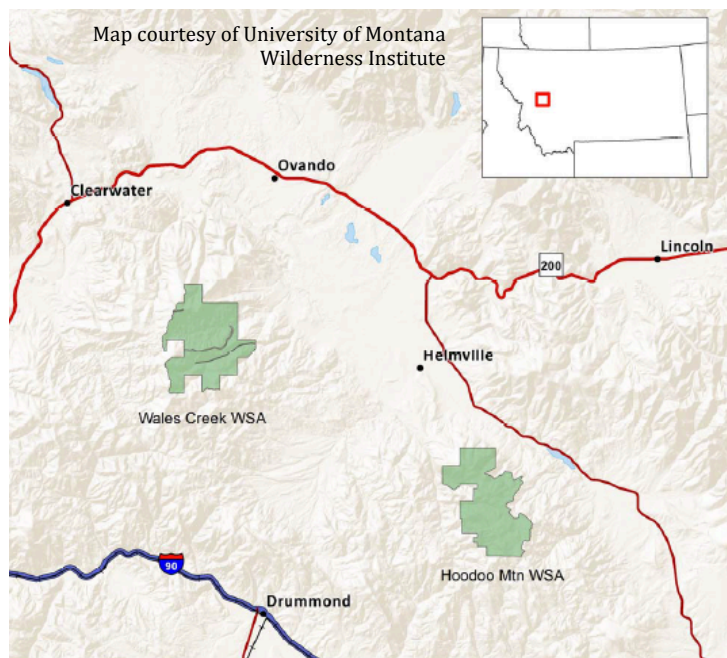 Map courtesy of University of Montana
Wilderness Institute
Ovando
Clearwater
Lincoln
200
Helmville
Wales Creek WSA
Hoodoo Mtn WSA
90
Drummond